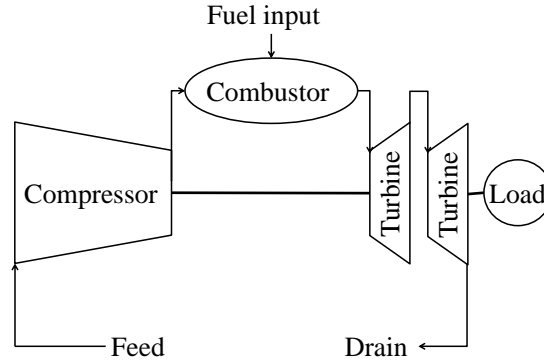 Fuel input
Combustor
Compressor
Turbine
Turbine
Load
Feed
Drain